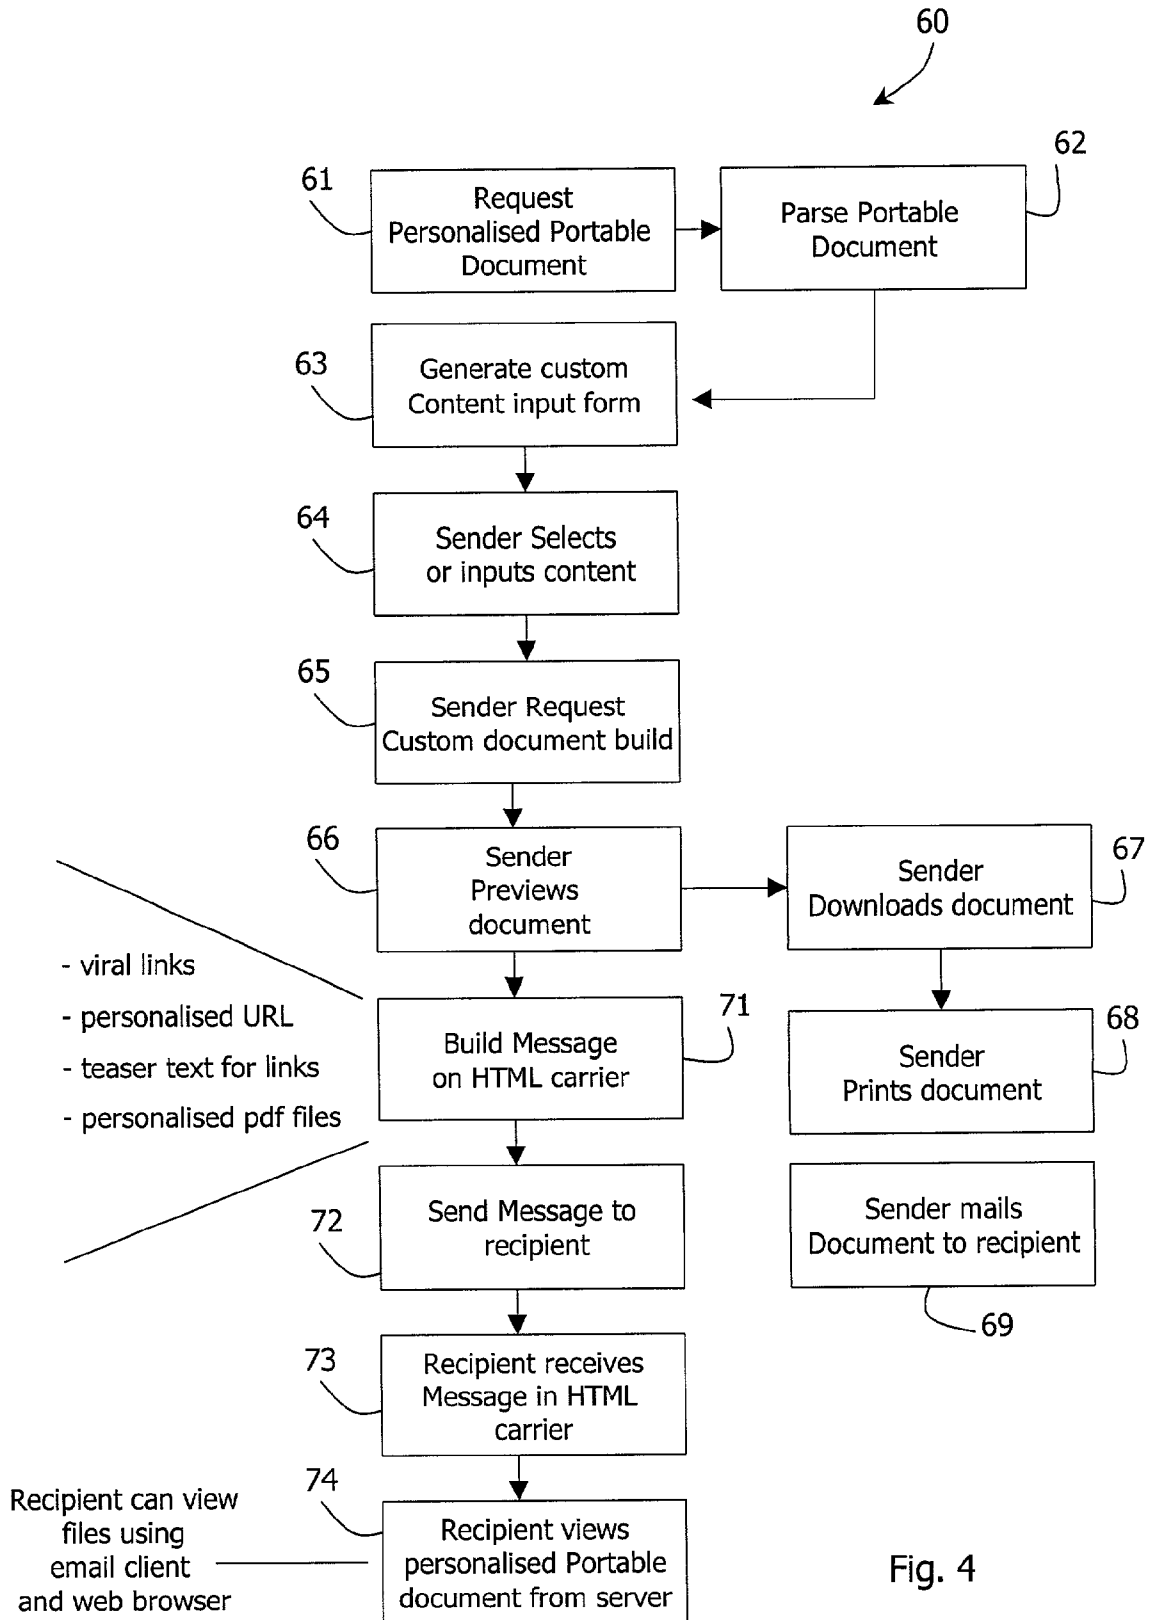 60
61
Request
Personalised Portable
Document
62
Parse Portable
Document
63
Generate custom
Content input form
64
Sender Selects
or inputs content
65
Sender Request
Custom document build
66
Sender
Previews
document
67
Sender
Downloads document
- viral links
- personalised URL
- teaser text for links
- personalised pdf files
71
Build Message
on HTML carrier
68
Sender
Prints document
72
Send Message to
recipient
Sender mails
Document to recipient
69
73
Recipient receives
Message in HTML
carrier
74
Recipient can view
files using
email client
and web browser
Recipient views
personalised Portable
document from server
Fig. 4